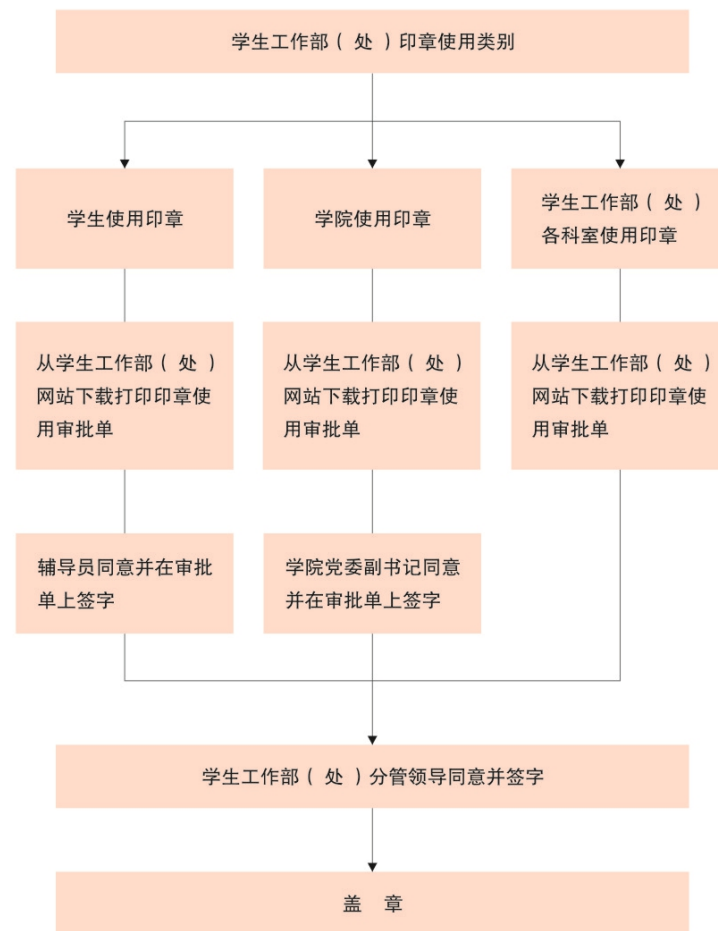 学生工作部（处）印章使用类别
学生使用印章
学院使用印章
学生工作部（处）
各科室使用印章
从学生工作部（处）
网站下载打印印章使
用审批单
从学生工作部（处）
网站下载打印印章使
用审批单
从学生工作部（处）
网站下载打印印章使
用审批单
辅导员同意并在审批
单上签字
学院党委副书记同意
并在审批单上签字
学生工作部（处）分管领导同意并签字
盖　章